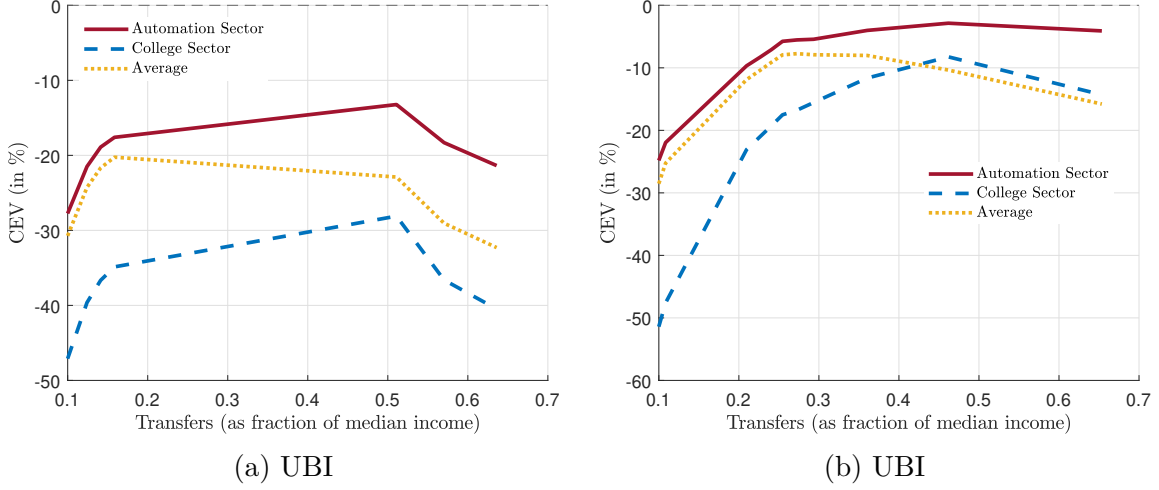 0
-10
-20
-30
-40
-50
CEV (in %)
Automation Sector
College Sector
Average
0.1 0.2 0.3 0.4 0.5 0.6 0.7
Transfers (as fraction of median income)
(a) UBI
0
-10
-20
-30
-40
-50
-60
CEV (in %)
Automation Sector
College Sector
Average
0.1 0.2 0.3 0.4 0.5 0.6 0.7
Transfers (as fraction of median income)
(b) UBI